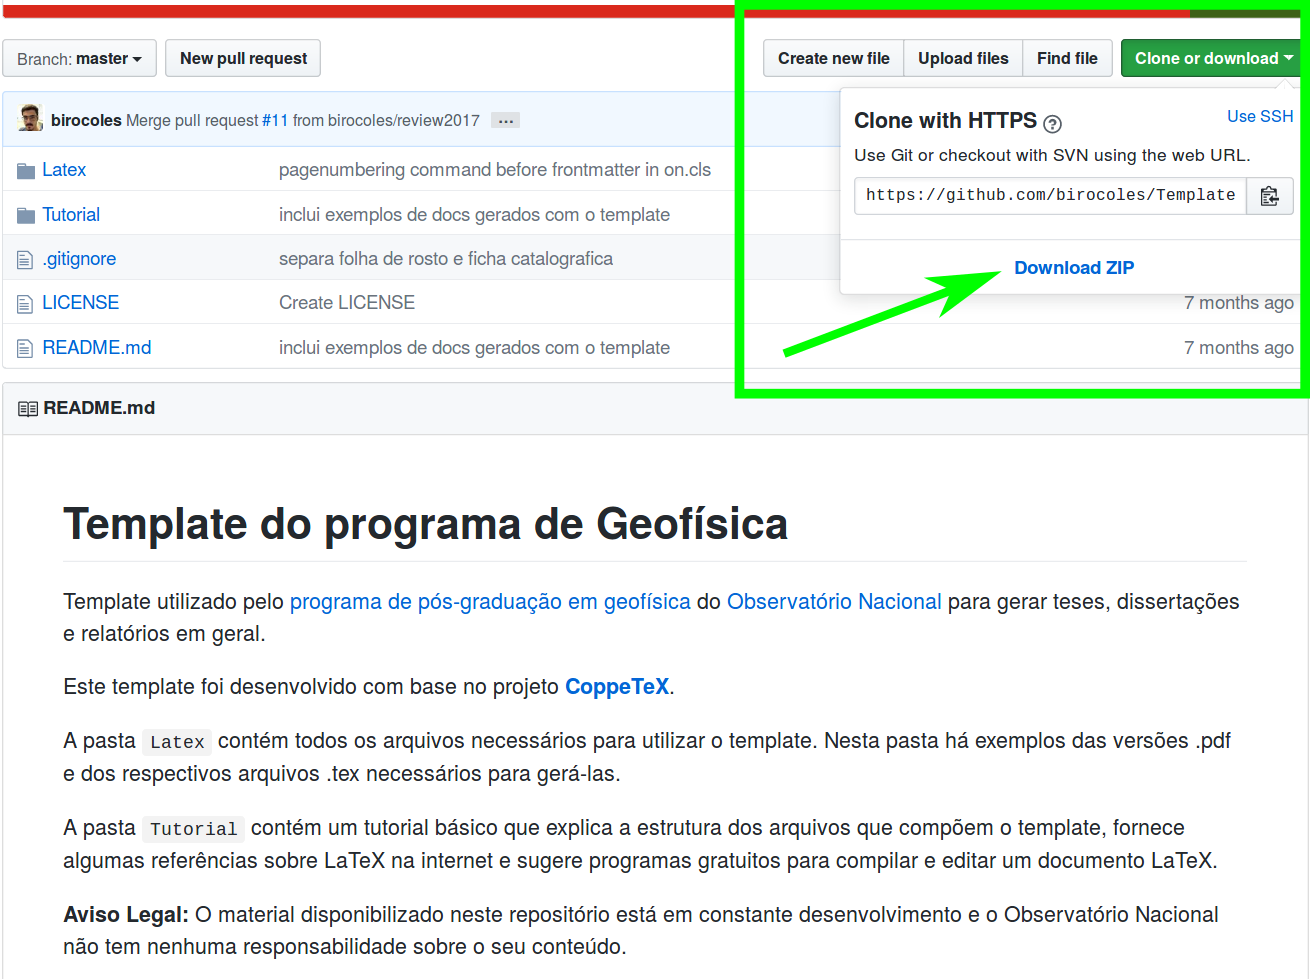 Branch: master New pull request Create new file Upload files Find file Clone or download
birocoles Merge pull request #11 from birocoles/review2017 ...
Clone with HTTPS ? Use SSH
Use Git or checkout with SVN using the web URL.
https://github.com/birocoles/Template
Download ZIP
Latex pagenumbering command before frontmatter in on.cls
Tutorial inclui exemplos de docs gerados com o template
.gitignore separa folha de rosto e ficha catalografica
LICENSE Create LICENSE 7 months ago
README.md inclui exemplos de docs gerados com o template 7 months ago
README.md
Template do programa de Geofísica
Template utilizado pelo programa de pós-graduação em geofísica do Observatório Nacional para gerar teses, dissertações
e relatórios em geral.
Este template foi desenvolvido com base no projeto CoppeTeX.
A pasta Latex contém todos os arquivos necessários para utilizar o template. Nesta pasta há exemplos das versões .pdf
e dos respectivos arquivos .tex necessários para gerá-las.
A pasta Tutorial contém um tutorial básico que explica a estrutura dos arquivos que compõem o template, fornece
algumas referências sobre LaTeX na internet e sugere programas gratuitos para compilar e editar um documento LaTeX.
Aviso Legal: O material disponibilizado neste repositório está em constante desenvolvimento e o Observatório Nacional
não tem nenhuma responsabilidade sobre o seu conteúdo.